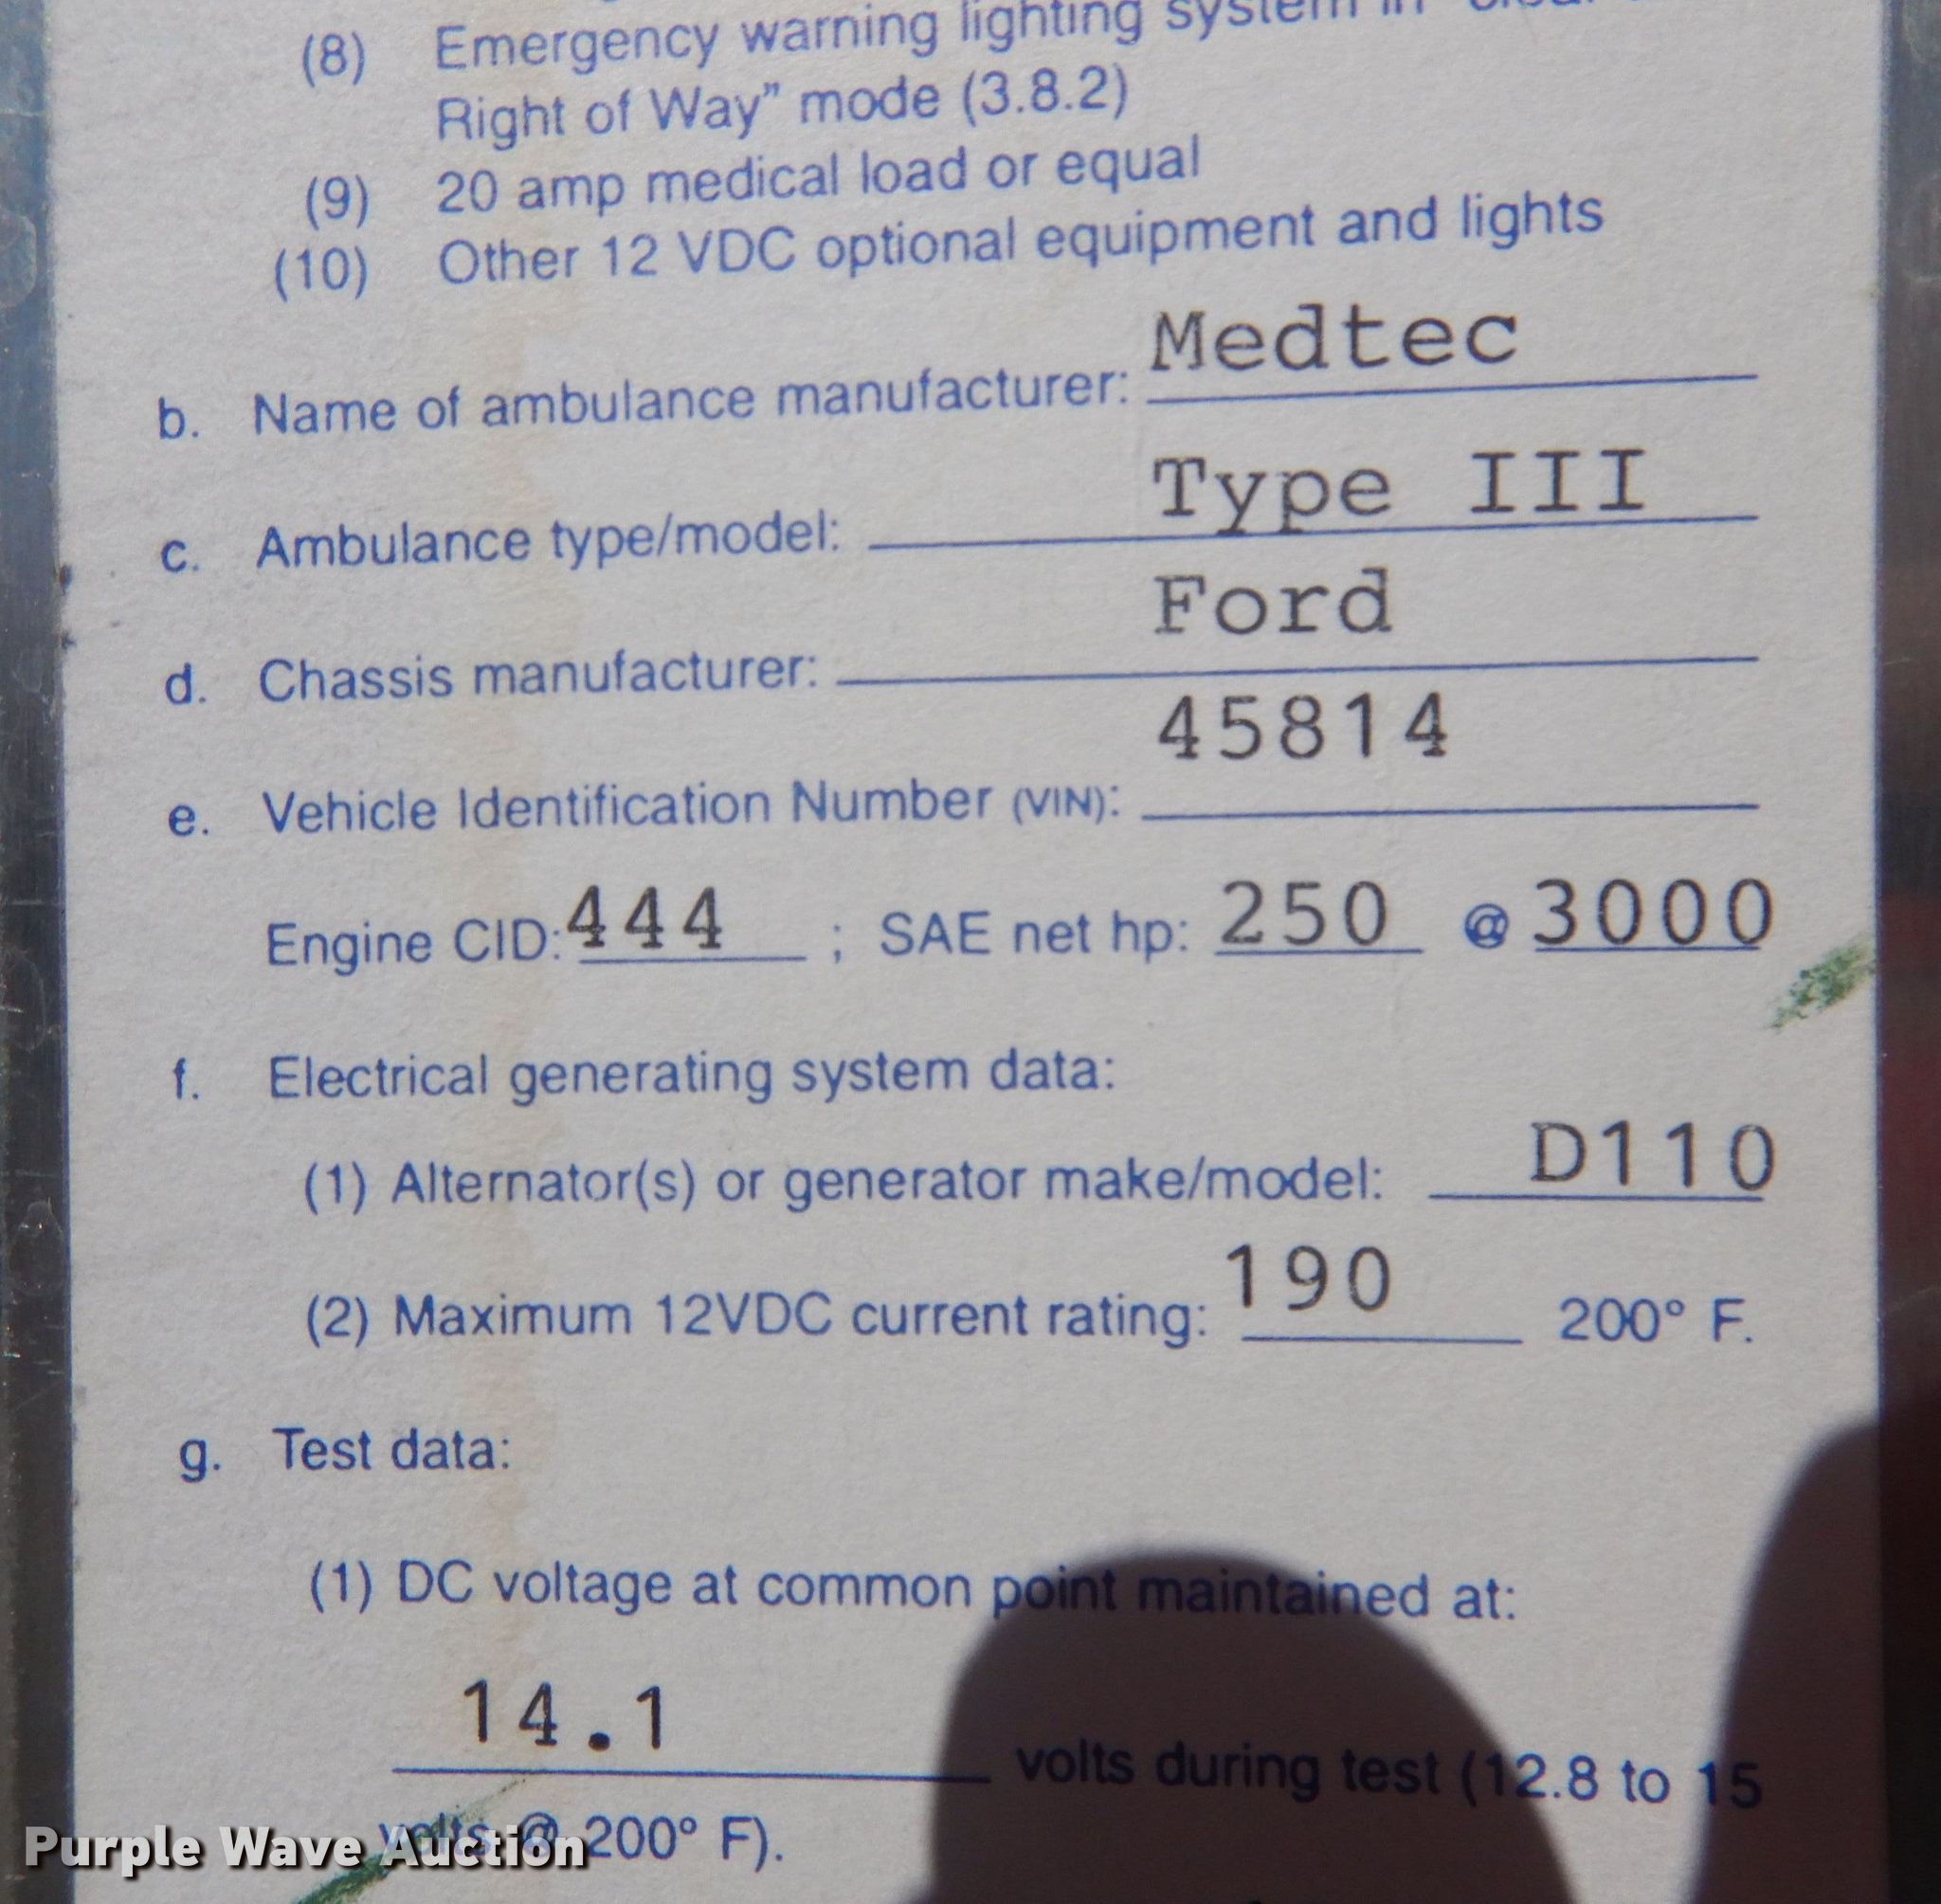 (8) Emergency warning lighting system in
Right of Way” mode (3.8.2)
(9) 20 amp medical load or equal
(10) Other 12 VDC optional equipment and lights
b. Name of ambulance manufacturer: Medtec
c. Ambulance type/model: Type III
d. Chassis manufacturer: Ford
e. Vehicle Identification Number (VIN): 45814
Engine CID: 444 ; SAE net hp: 250 @ 3000
f. Electrical generating system data:
(1) Alternator(s) or generator make/model: D110
(2) Maximum 12VDC current rating: 190 200° F.
g. Test data:
(1) DC voltage at common point maintained at:
14.1 volts during test (12.8 to 15
volts @ 200° F).
Purple Wave Auction